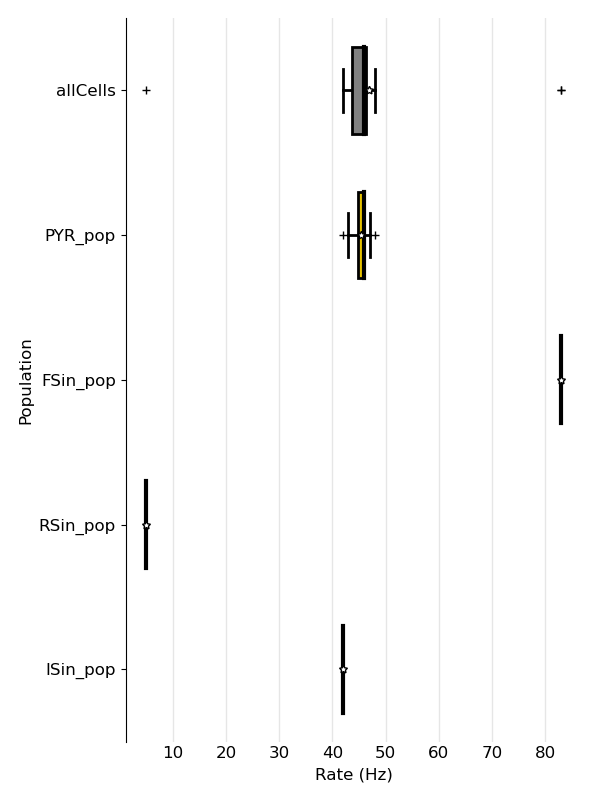 allCells
PYR_pop
FSin_pop
RSin_pop
ISin_pop
Population
10 20 30 40 50 60 70 80
Rate (Hz)